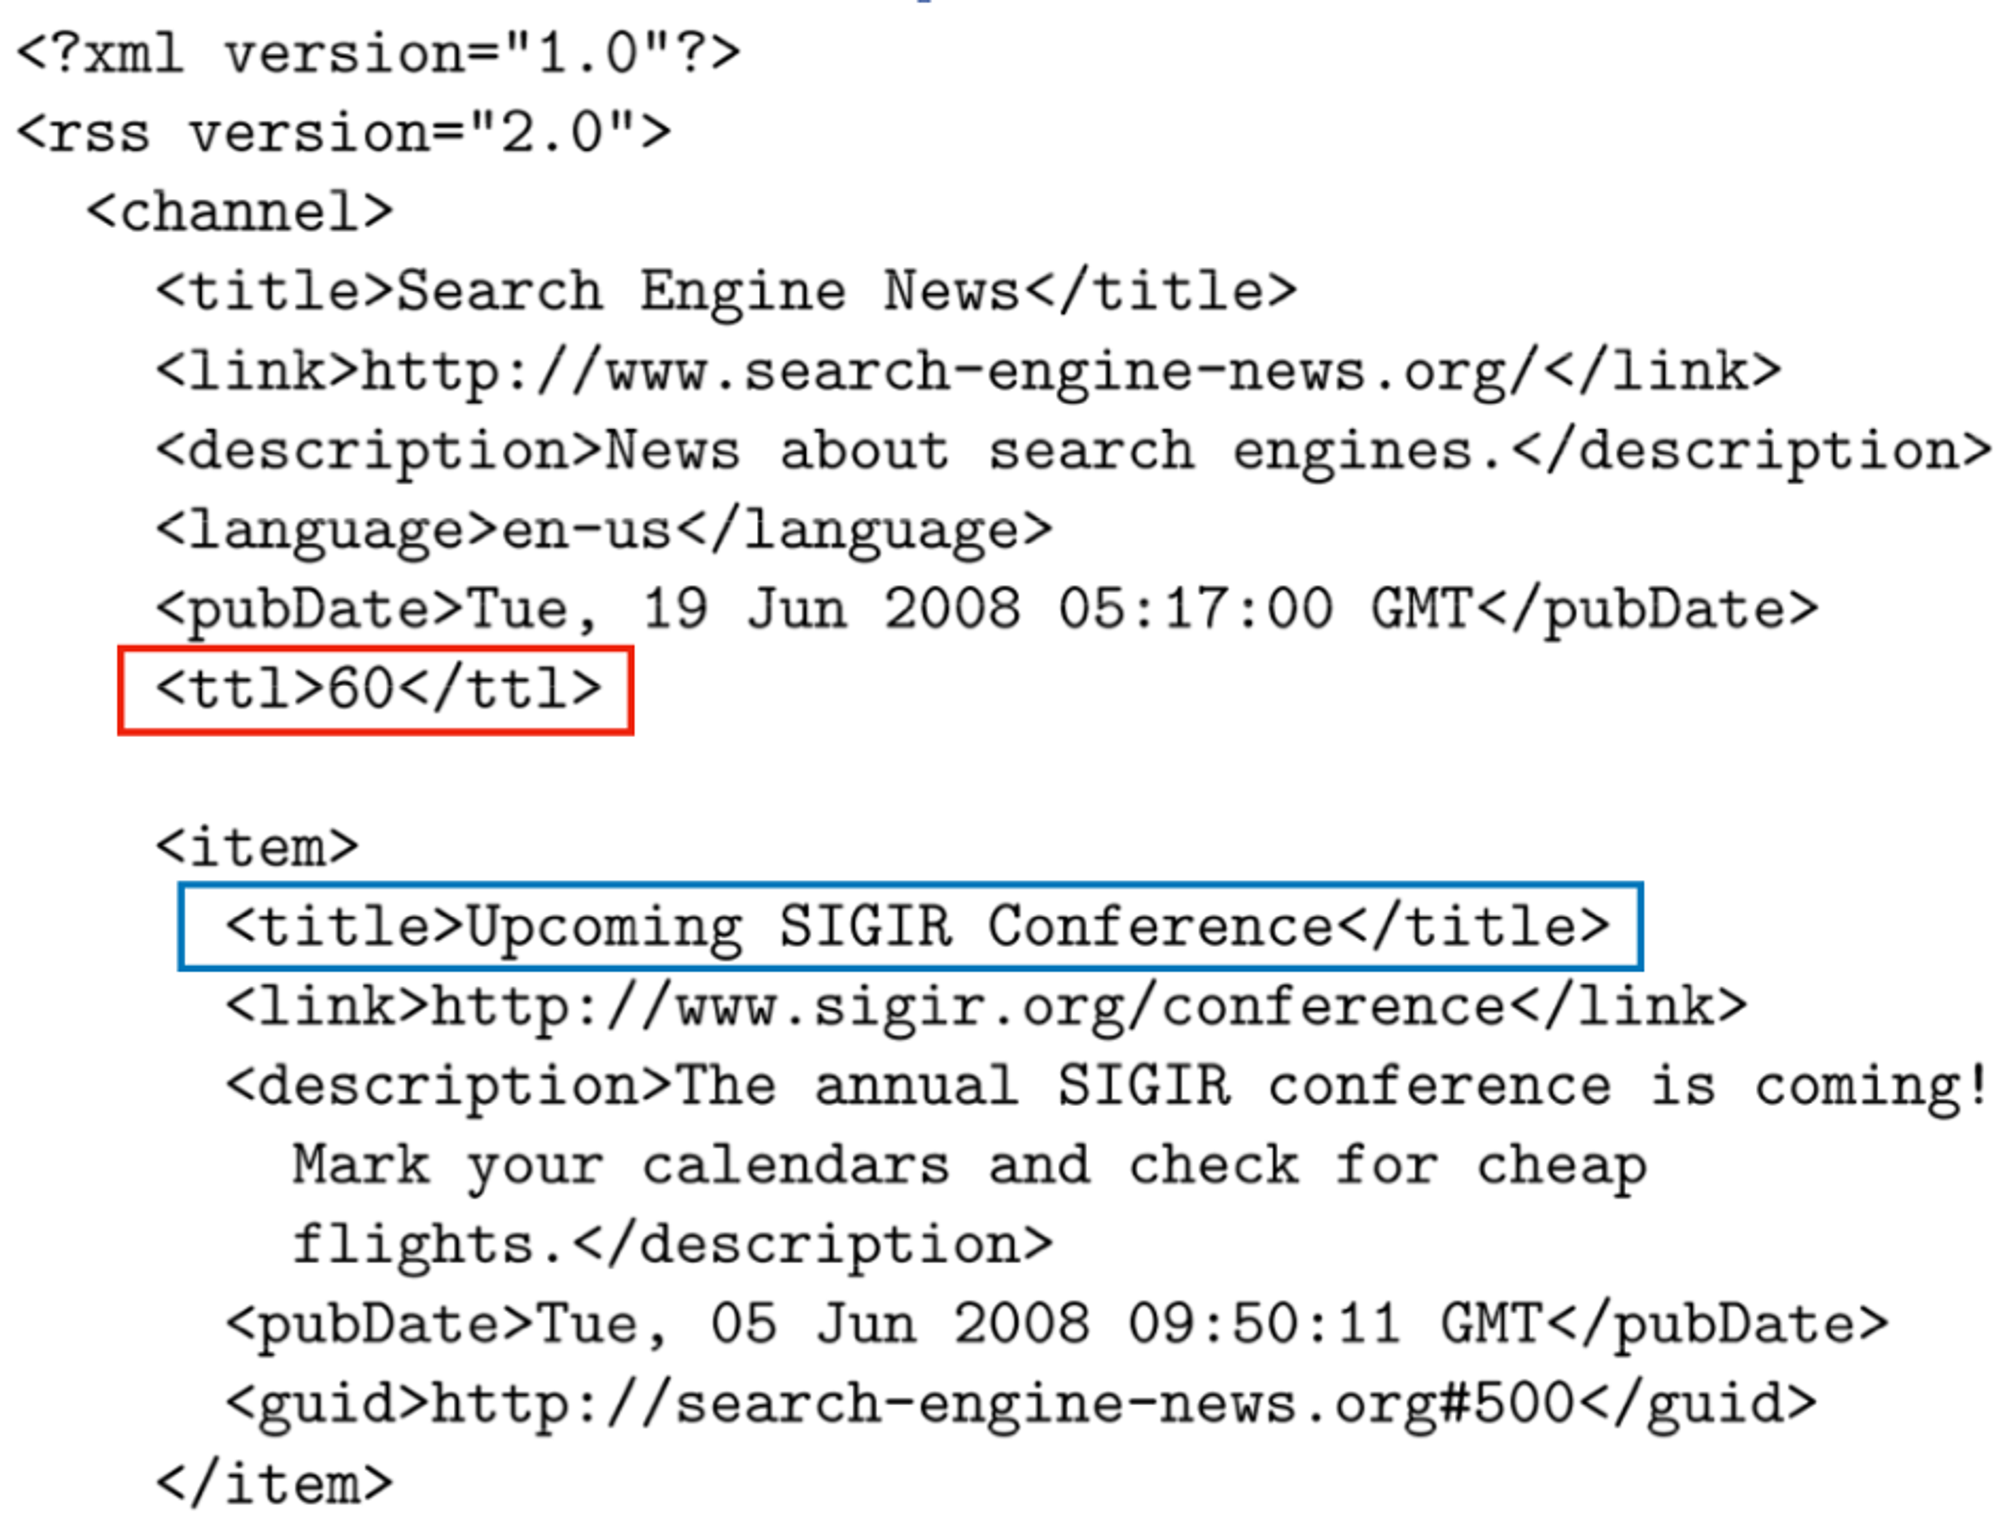 <?xml version="1.0"?>
<rss version="2.0">
<channel>
<title>Search Engine News</title>
<link>http://www.search-engine-news.org/</link>
<description>News about search engines.</description>
<language>en-us</language>
<pubDate>Tue, 19 Jun 2008 05:17:00 GMT</pubDate>
<ttl>60</ttl>
<item>
<title>Upcoming SIGIR Conference</title>
<link>http://www.sigir.org/conference</link>
<description>The annual SIGIR conference is coming!
Mark your calendars and check for cheap
flights.</description>
<pubDate>Tue, 05 Jun 2008 09:50:11 GMT</pubDate>
<guid>http://search-engine-news.org#500</guid>
</item>